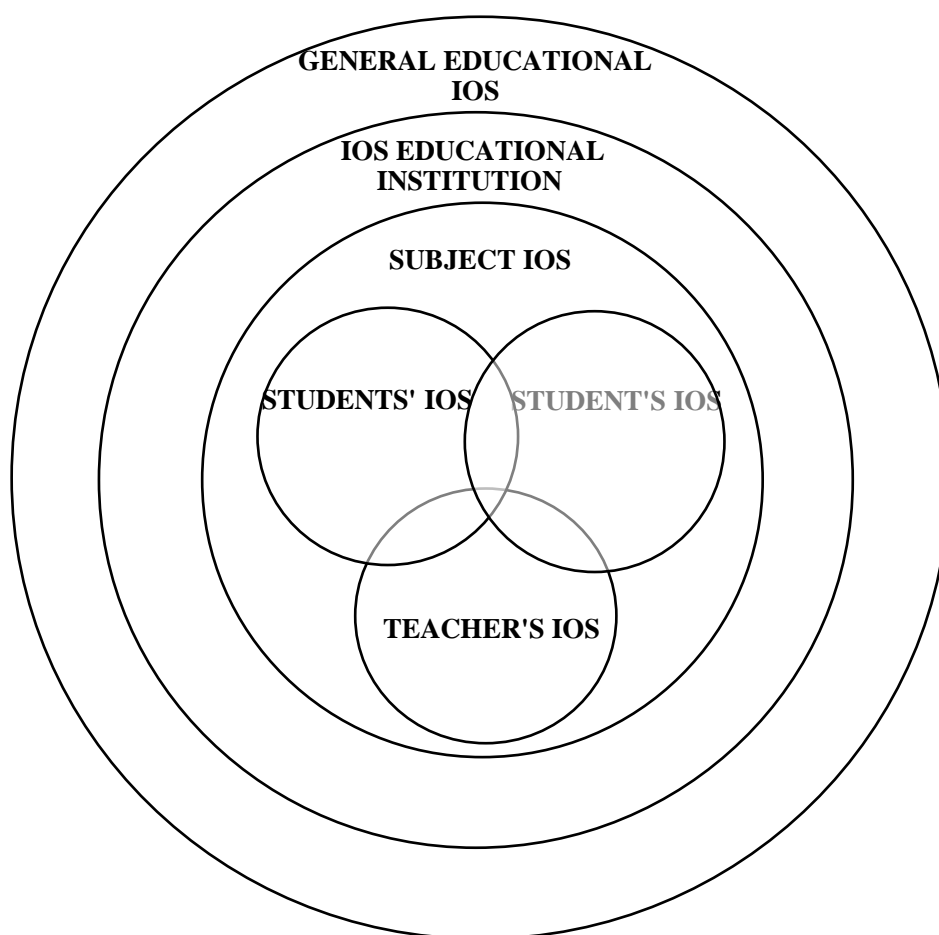 GENERAL EDUCATIONAL
IOS
IOS EDUCATIONAL
INSTITUTION
SUBJECT IOS
STUDENTS' IOS
STUDENT'S IOS
TEACHER'S IOS